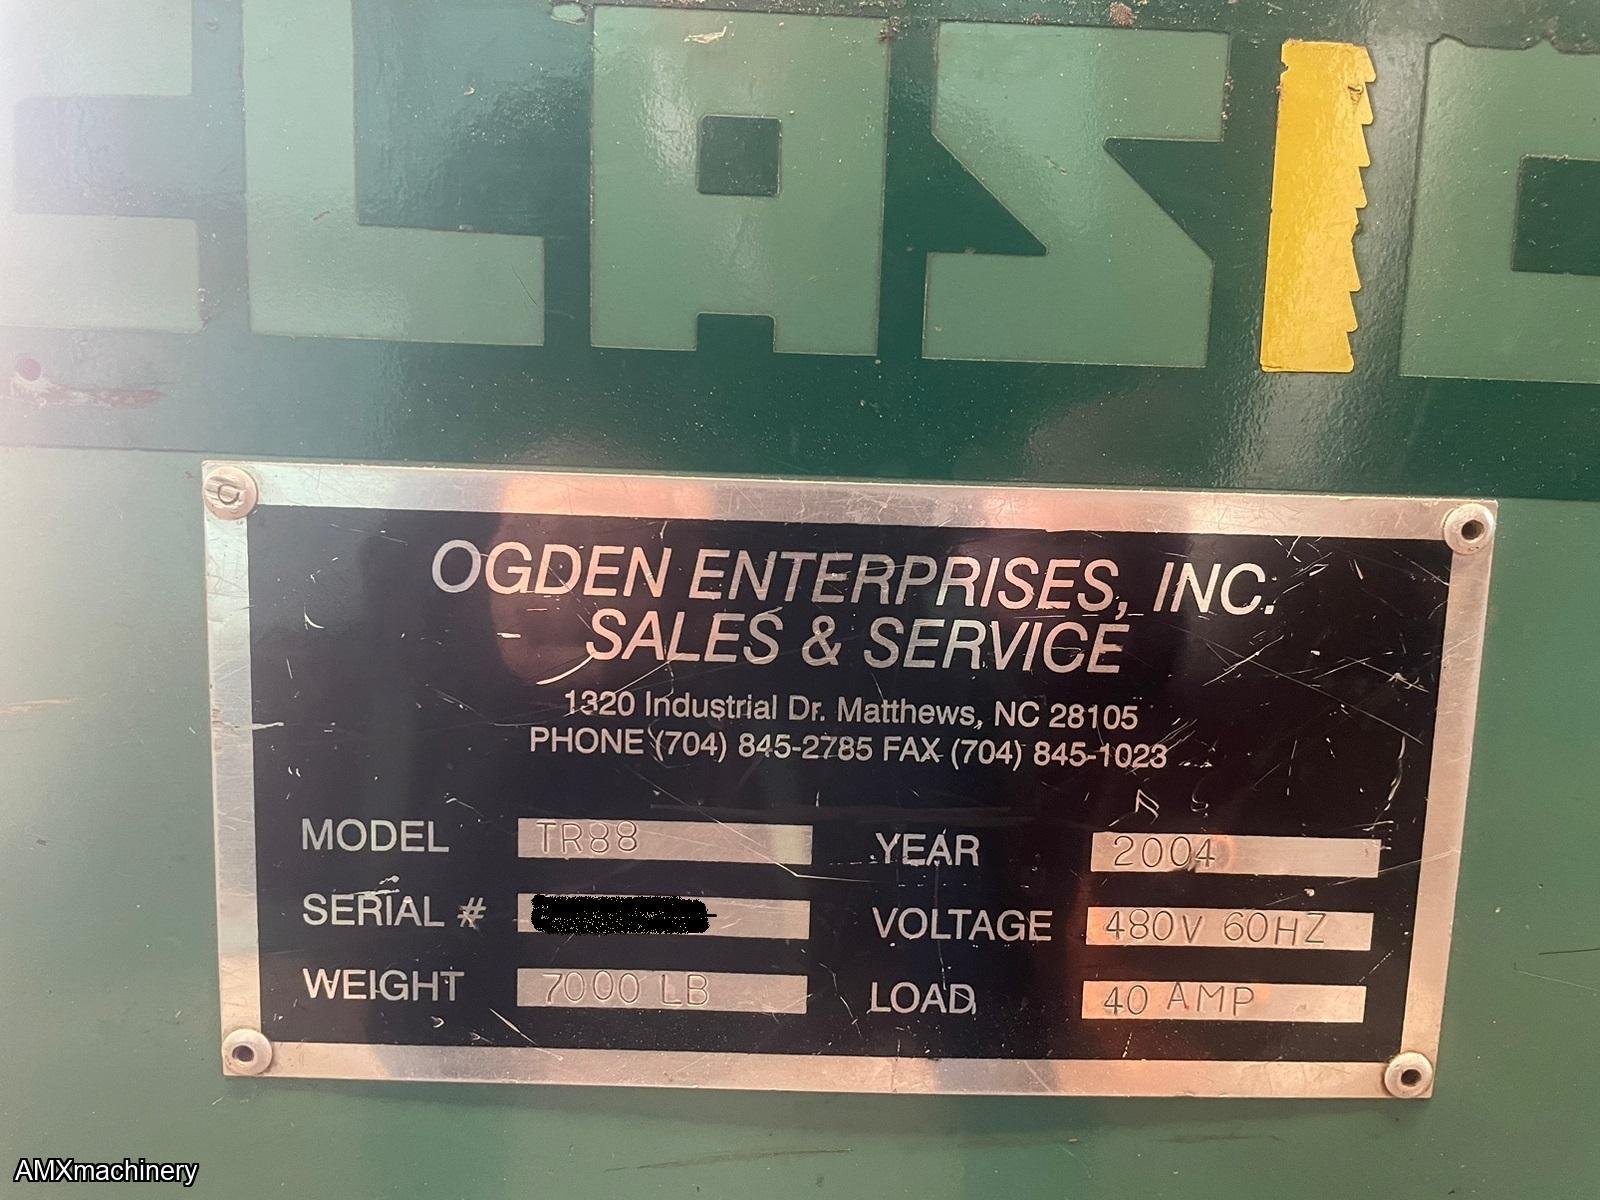 ELASIC
OGDEN ENTERPRISES, INC.
SALES & SERVICE
1320 Industrial Dr. Matthews, NC 28105
PHONE (704) 845-2785 FAX (704) 845-1023
MODEL TR88 YEAR 2004
SERIAL # VOLTAGE 480V 60HZ
WEIGHT 7000 LB LOAD 40 AMP
AMXmachinery